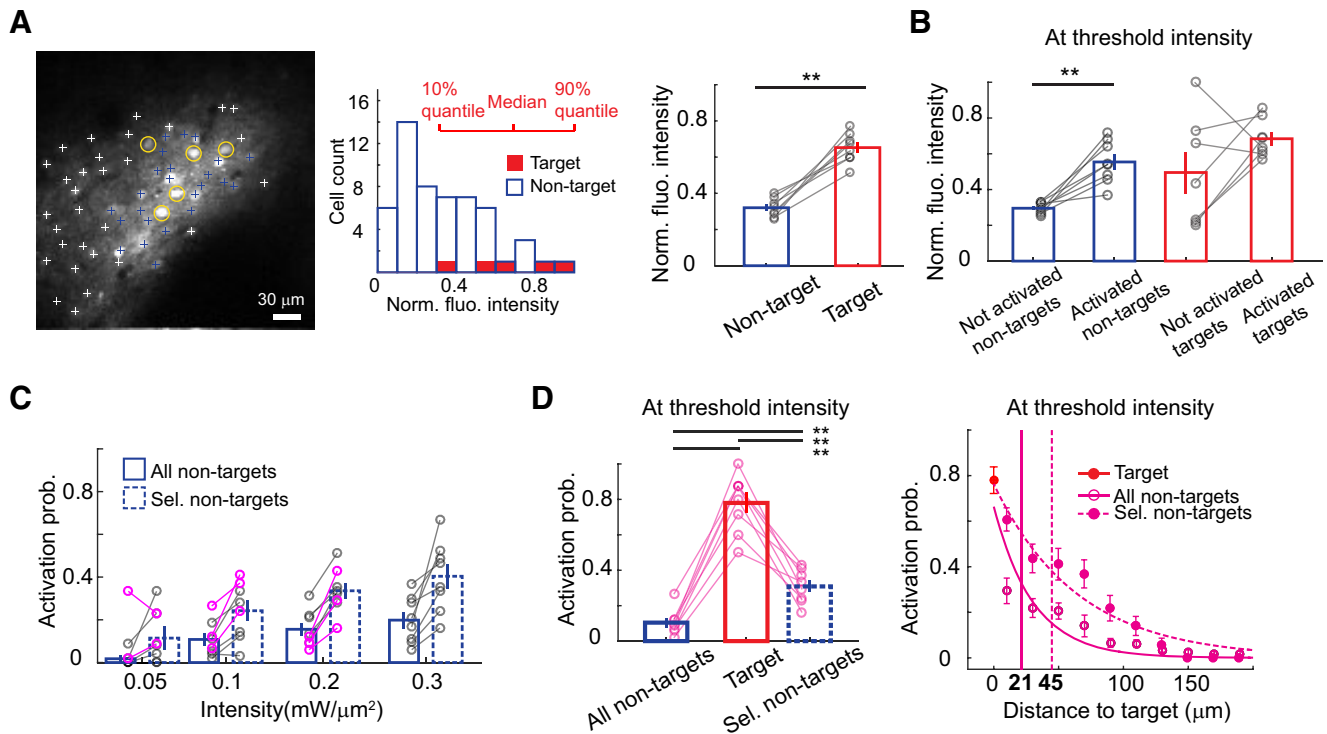 A
30 μm
16
12
8
4
Cell count
10%
quantile
Median
90%
quantile
Target
Non-target
0
0.4
0.8
Norm. fluo. intensity
**
0.8
0.4
0
Norm. fluo. intensity
Non-target
Target
B
At threshold intensity
**
0.8
0.4
0
Norm. fluo. intensity
Not activated
non-targets
Activated
non-targets
Not activated
targets
Activated
targets
C
All non-targets
Sel. non-targets
0.8
0.4
0
Activation prob.
0.05
0.1
0.2
0.3
Intensity(mW/μm²)
D
At threshold intensity
**
**
**
0.8
0.4
0
Activation prob.
All non-targets
Target
Sel. non-targets
At threshold intensity
Target
All non-targets
Sel. non-targets
0.8
0.4
0
Activation prob.
0
21
45
100
150
Distance to target (μm)